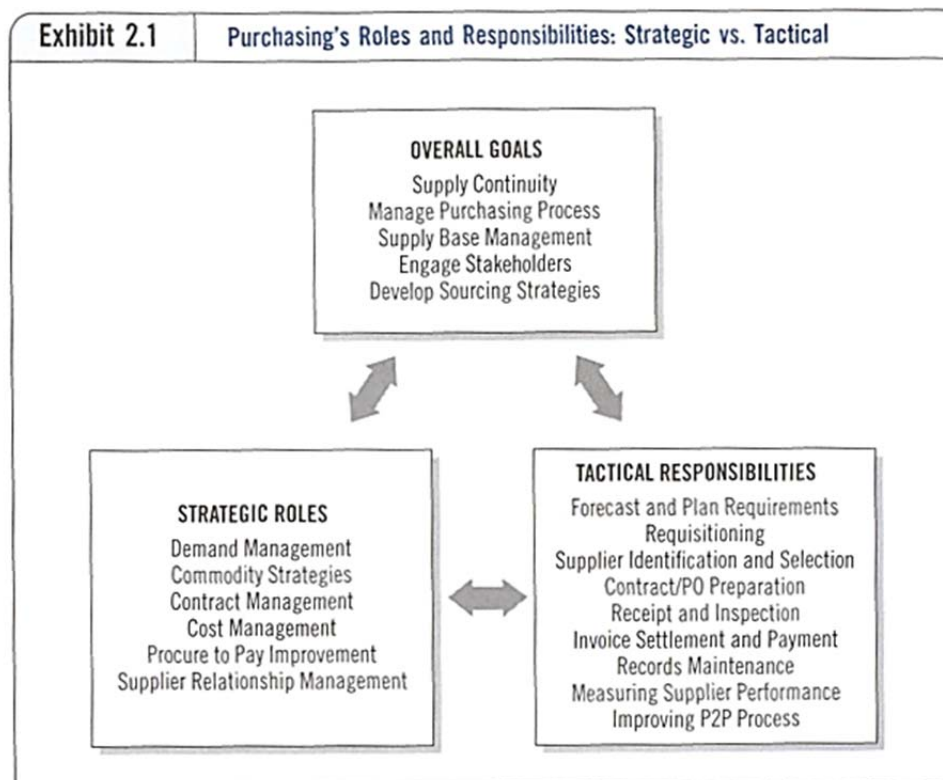 Exhibit 2.1
Purchasing's Roles and Responsibilities: Strategic vs. Tactical
OVERALL GOALS
Supply Continuity
Manage Purchasing Process
Supply Base Management
Engage Stakeholders
Develop Sourcing Strategies
STRATEGIC ROLES
Demand Management
Commodity Strategies
Contract Management
Cost Management
Procure to Pay Improvement
Supplier Relationship Management
TACTICAL RESPONSIBILITIES
Forecast and Plan Requirements
Requisitioning
Supplier Identification and Selection
Contract/PO Preparation
Receipt and Inspection
Invoice Settlement and Payment
Records Maintenance
Measuring Supplier Performance
Improving P2P Process